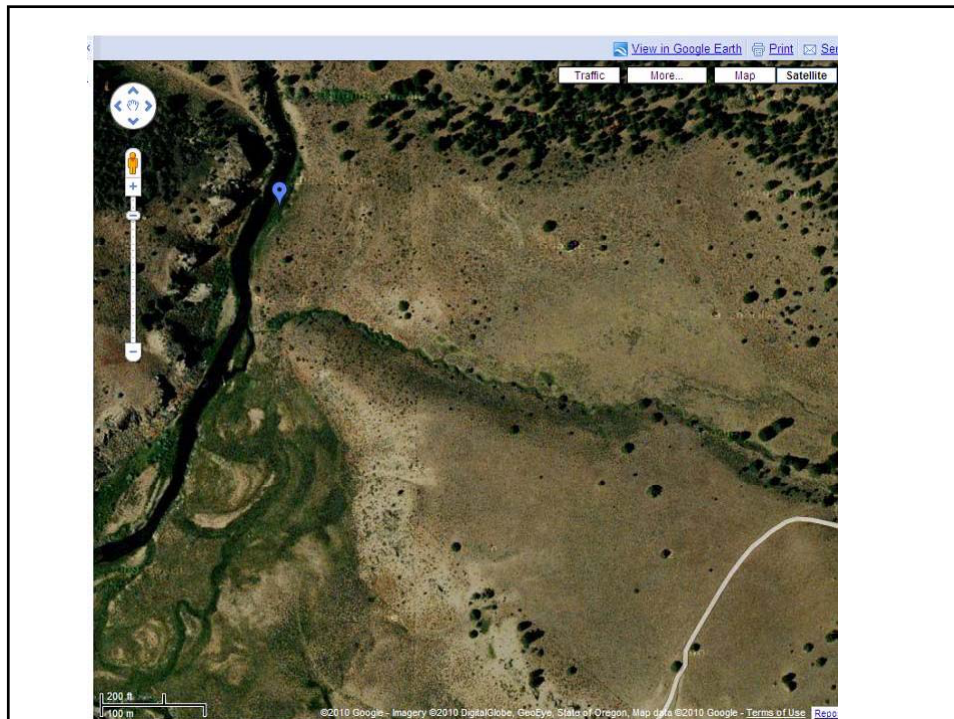 View in Google Earth Print
Traffic More... Map Satellite
200 ft
100 m
©2010 Google - Imagery ©2010 DigitalGlobe, GeoEye, State of Oregon, Map data ©2010 Google - Terms of Use Repo